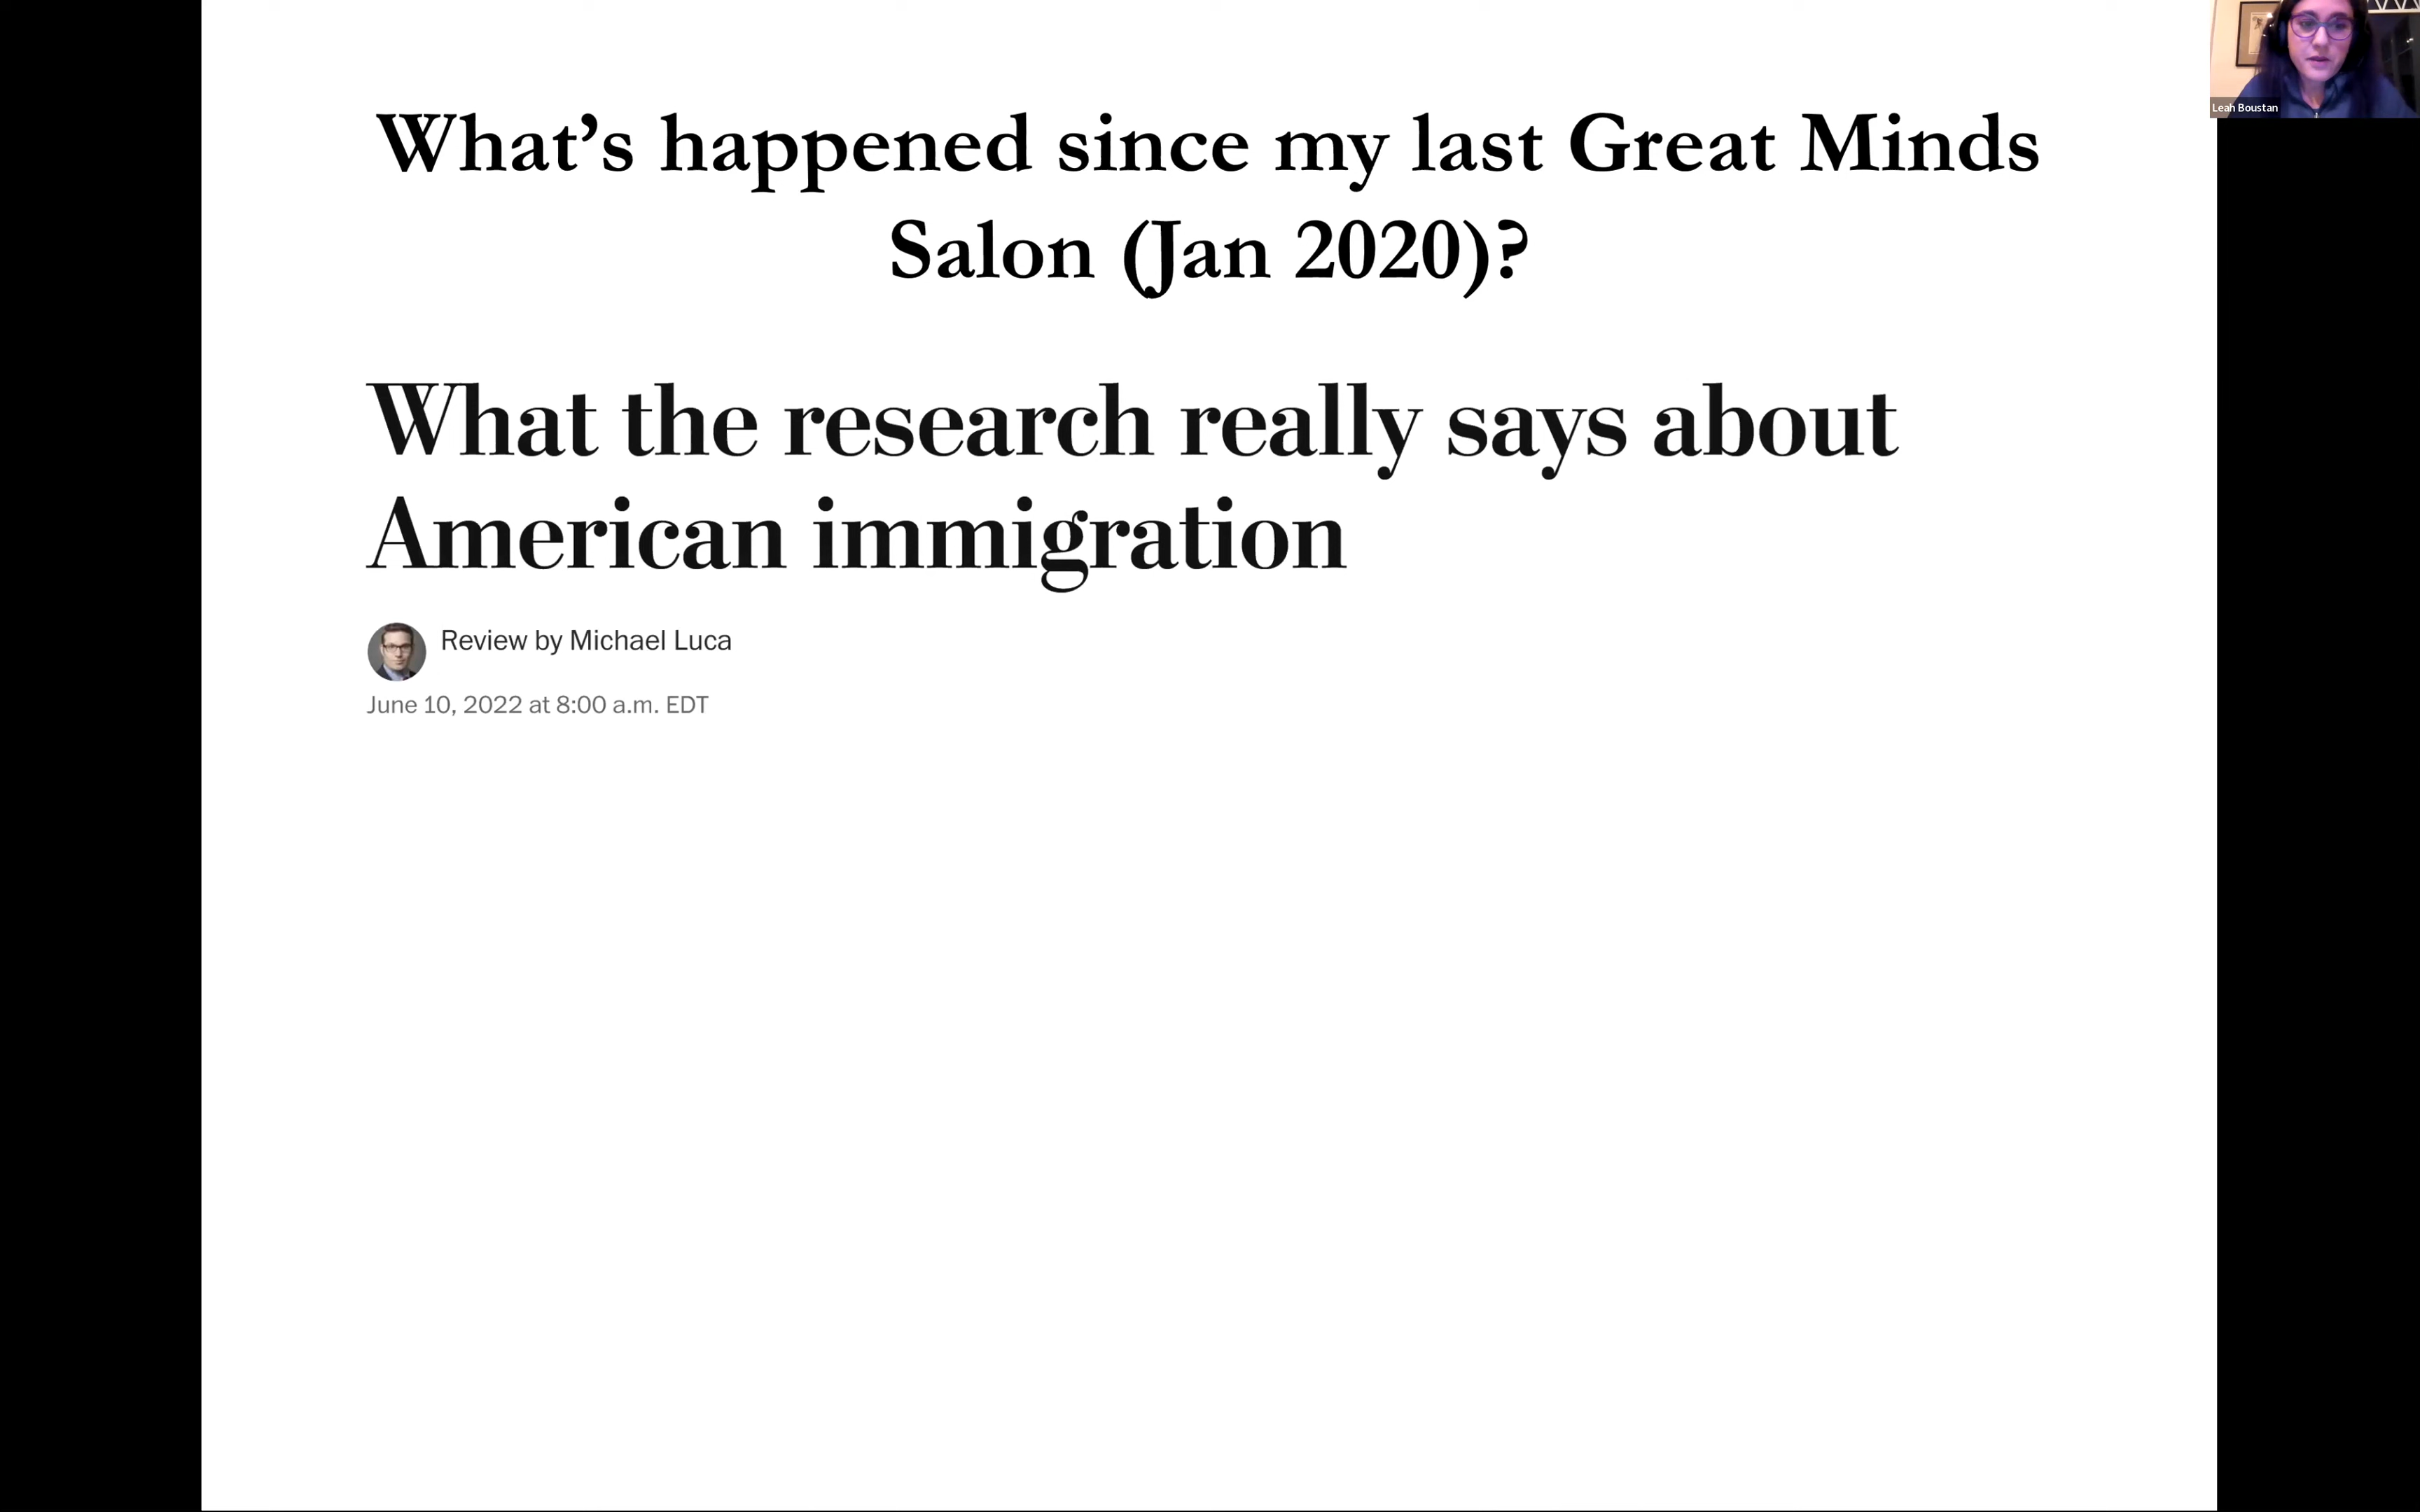 What’s happened since my last Great Minds
Salon (Jan 2020)?
What the research really says about
American immigration
Review by Michael Luca
June 10, 2022 at 8:00 a.m. EDT
Leah Boustan